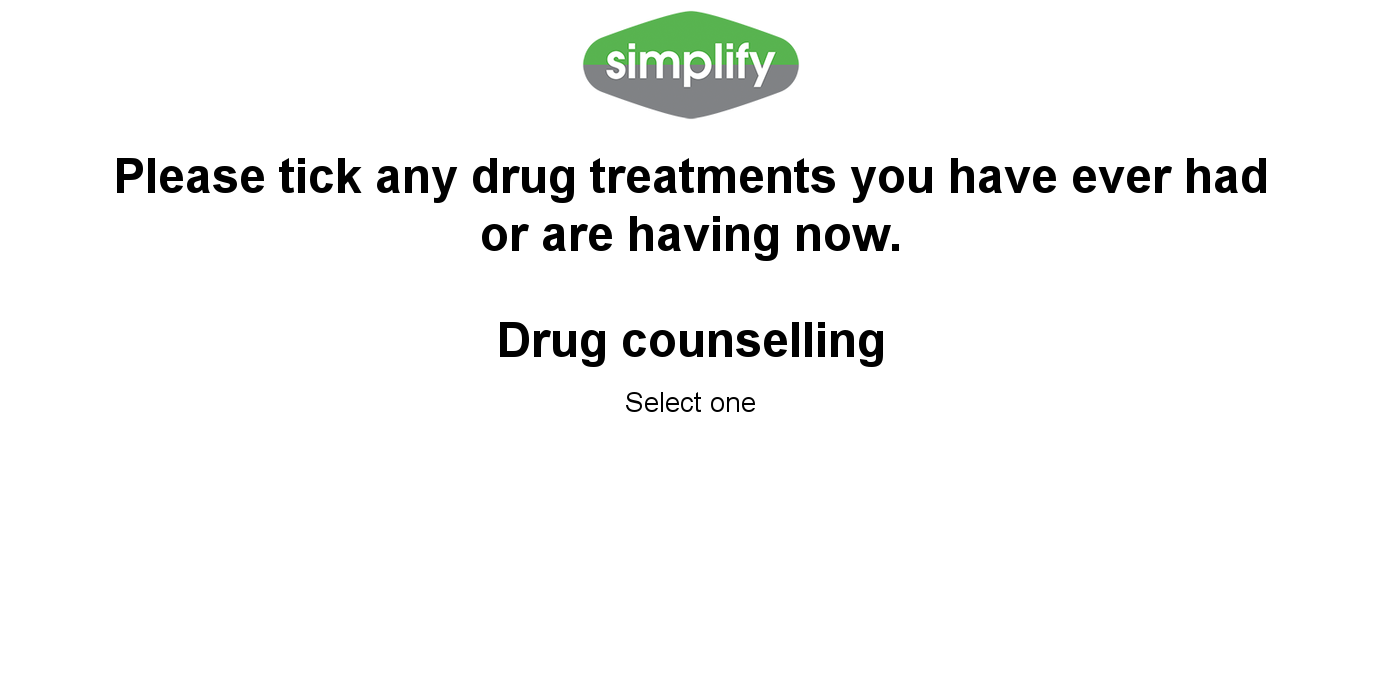 simplify
Please tick any drug treatments you have ever had
or are having now.
Drug counselling
Select one